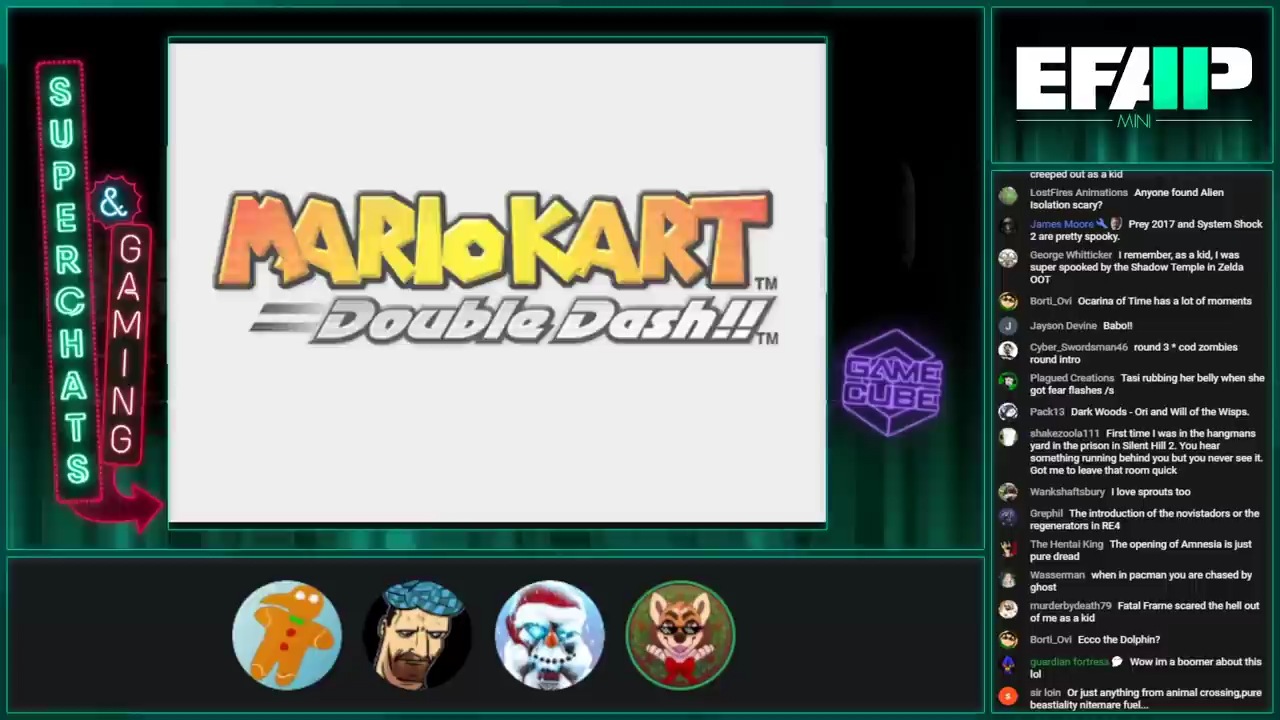 SUPERCHATS
&
GAMING
MARIO KART TM
Double Dash!! TM
GAME
CUBE
EFAP
MINI
creeped out as a kid
LostFires Animations Anyone found Alien
Isolation scary?
James Moore Prey 2017 and System Shock
2 are pretty spooky.
George Whitticker I remember, as a kid, I was
super spooked by the Shadow Temple in Zelda
OOT
Borti_Ovi Ocarina of Time has a lot of moments
J Jayson Devine Babo!!
Cyber_Swordsman46 round 3 * cod zombies
round intro
Plagued Creations Tasi rubbing her belly when she
got fear flashes /s
Pack13 Dark Woods - Ori and Will of the Wisps.
shakezoola111 First time I was in the hangmans
yard in the prison in Silent Hill 2. You hear
something running behind you but you never see it.
Got me to leave that room quick
Wankshaftsbury I love sprouts too
Grephil The introduction of the novistadors or the
regenerators in RE4
The Hentai King The opening of Amnesia is just
pure dread
Wasserman when in pacman you are chased by
ghost
murderbydeath79 Fatal Frame scared the hell out
of me as a kid
Borti_Ovi Ecco the Dolphin?
guardian fortress Wow im a boomer about this
lol
s sir loin Or just anything from animal crossing,pure
beastiality nitemare fuel...